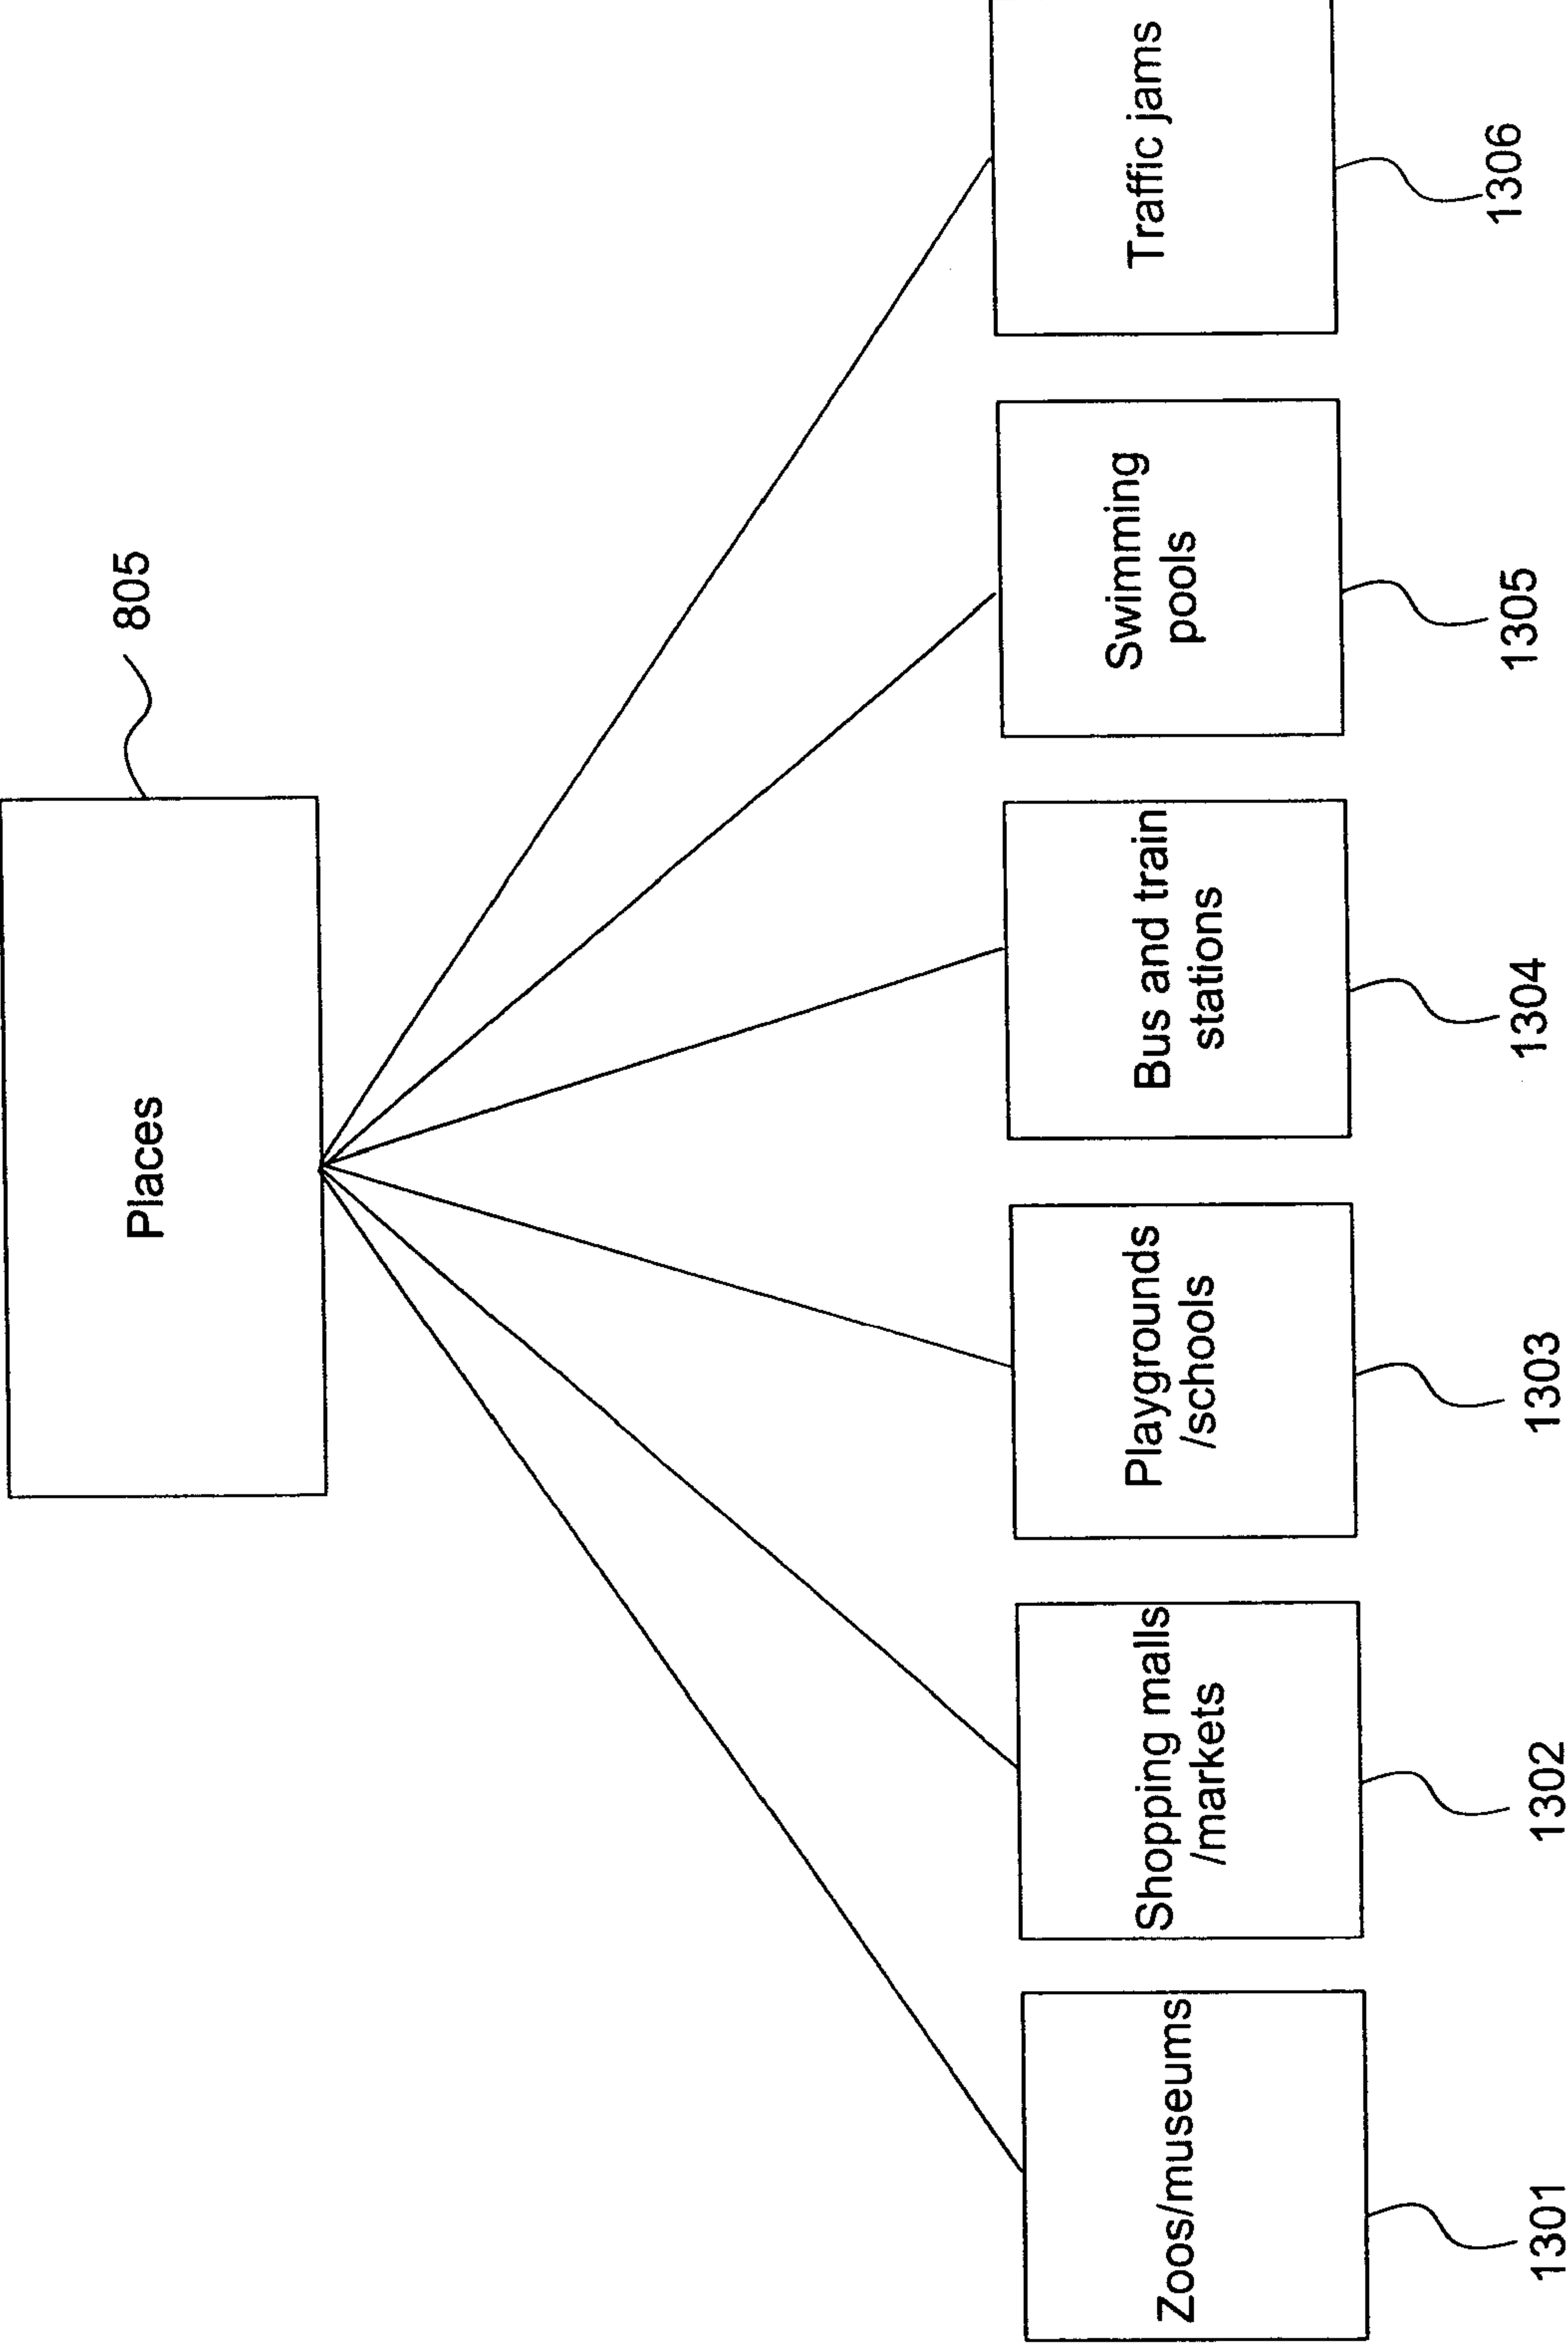 Places
805
Zoos/museums
Shopping malls
/markets
Playgrounds
/schools
Bus and train
stations
Swimming
pools
Traffic jams
1301
1302
1303
1304
1305
1306